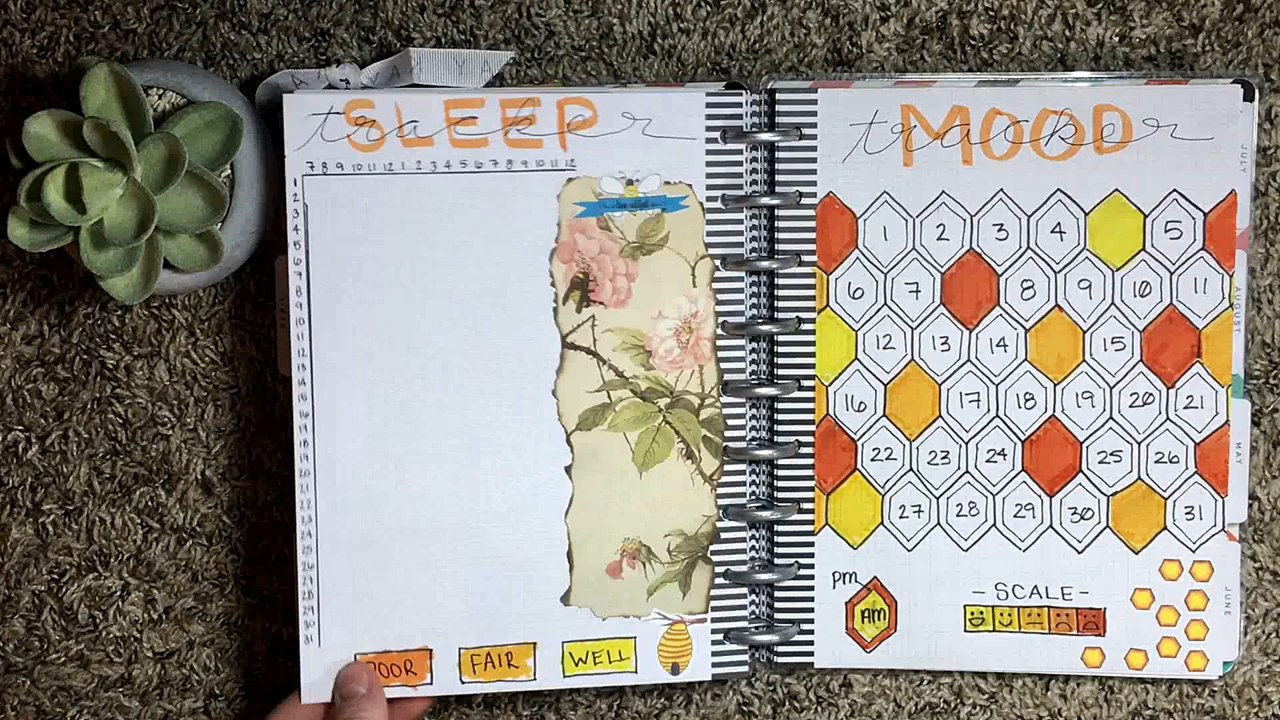 SLEEP
tracker
7 8 9 10 11 12 1 2 3 4 5 6 7 8 9 10 11 12
1
2
3
4
5
6
7
8
9
10
11
12
13
14
15
16
17
18
19
20
21
22
23
24
25
26
27
28
29
30
31
POOR FAIR WELL
MOOD
tracker
1 2 3 4 5
6 7 8 9 10 11
12 13 14 15
16 17 18 19 20 21
22 23 24 25 26
27 28 29 30 31
pm
AM
- SCALE -
JULY
AUGUST
MAY
JUNE